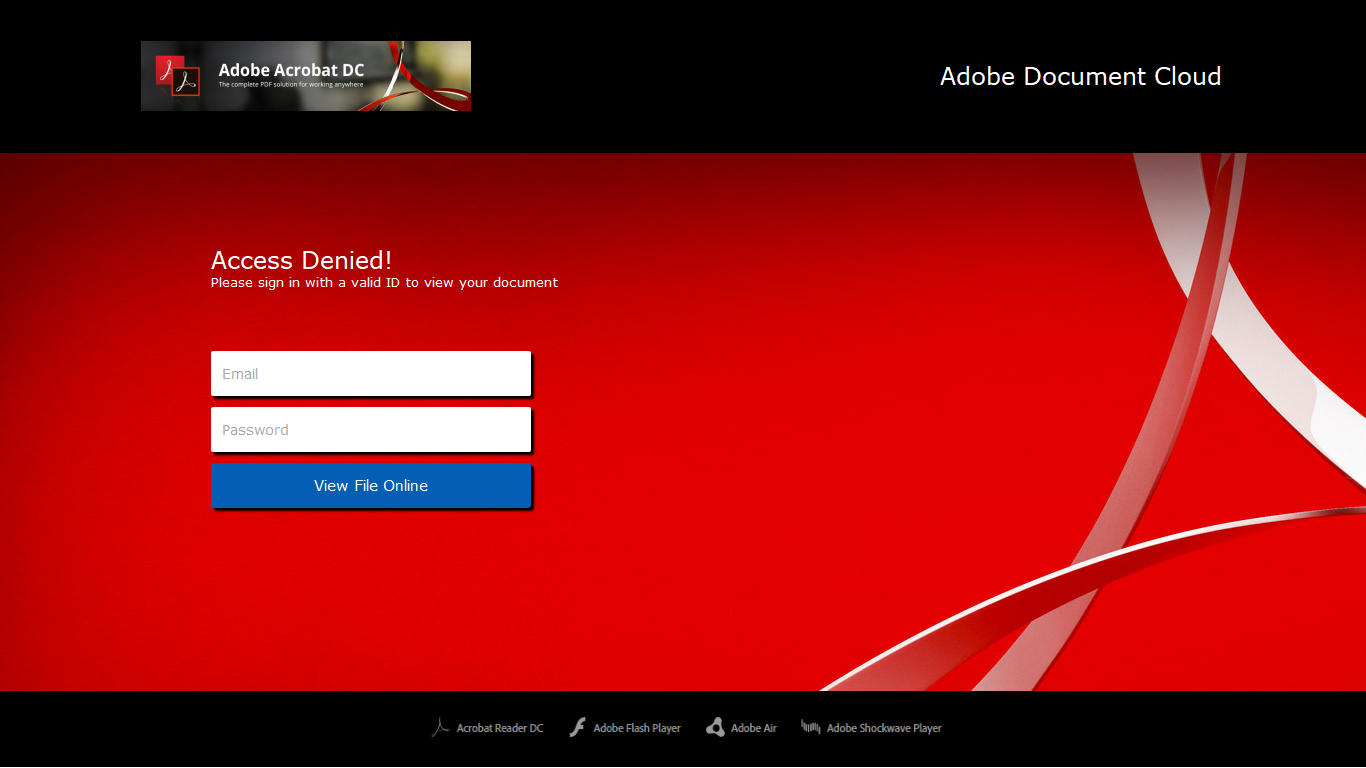 Adobe Acrobat DC
The complete PDF solution for working anywhere
Adobe Document Cloud
Access Denied!
Please sign in with a valid ID to view your document
Email
Password
View File Online
Acrobat Reader DC Adobe Flash Player Adobe Air Adobe Shockwave Player